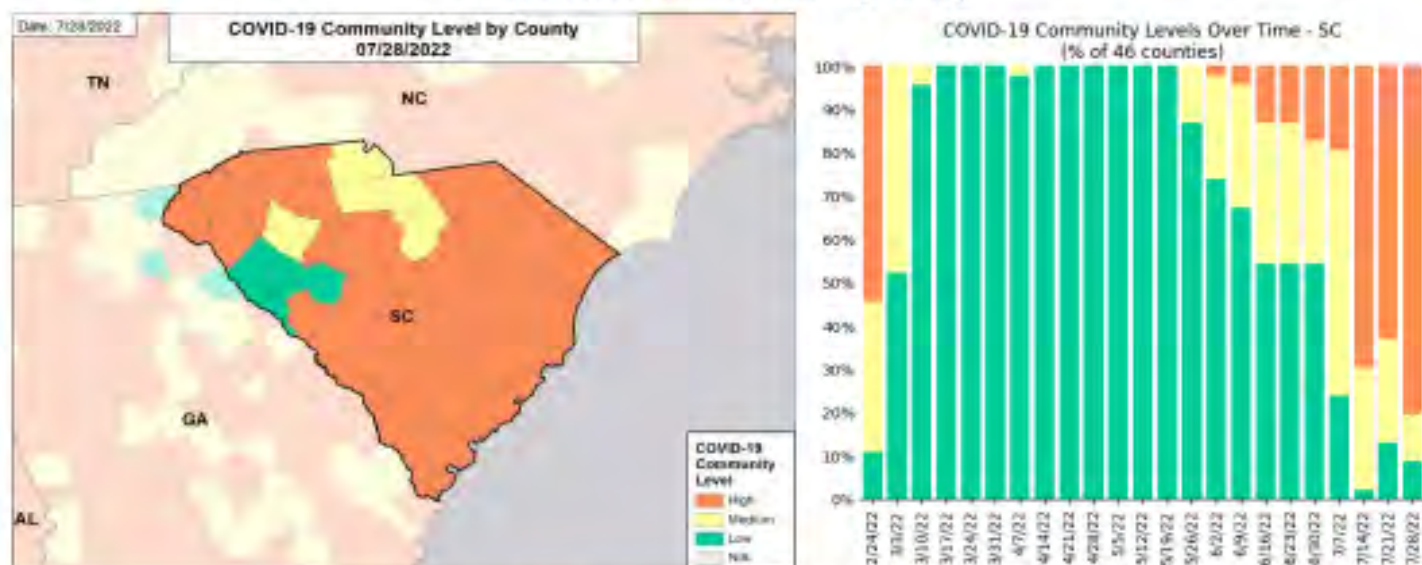 Date: 7/28/2022
COVID-19 Community Level by County
07/28/2022
TN
NC
SC
GA
AL
COVID-19
Community
Level
High
Medium
Low
N/A
COVID-19 Community Levels Over Time - SC
(% of 46 counties)
100%
90%
80%
70%
60%
50%
40%
30%
20%
10%
0%
2/24/22
3/3/22
3/10/22
3/17/22
3/24/22
3/31/22
4/7/22
4/14/22
4/21/22
4/28/22
5/5/22
5/12/22
5/19/22
5/26/22
6/2/22
6/9/22
6/16/22
6/23/22
6/30/22
7/7/22
7/14/22
7/21/22
7/28/22